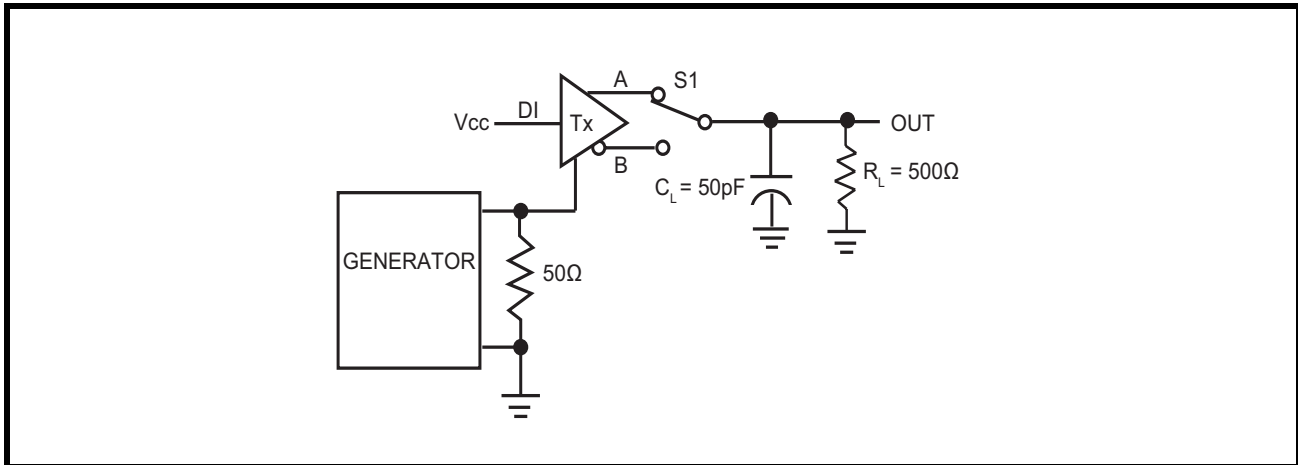 A
S1
DI
Vcc
Tx
OUT
B
C_L = 50pF
R_L = 500Ω
GENERATOR
50Ω